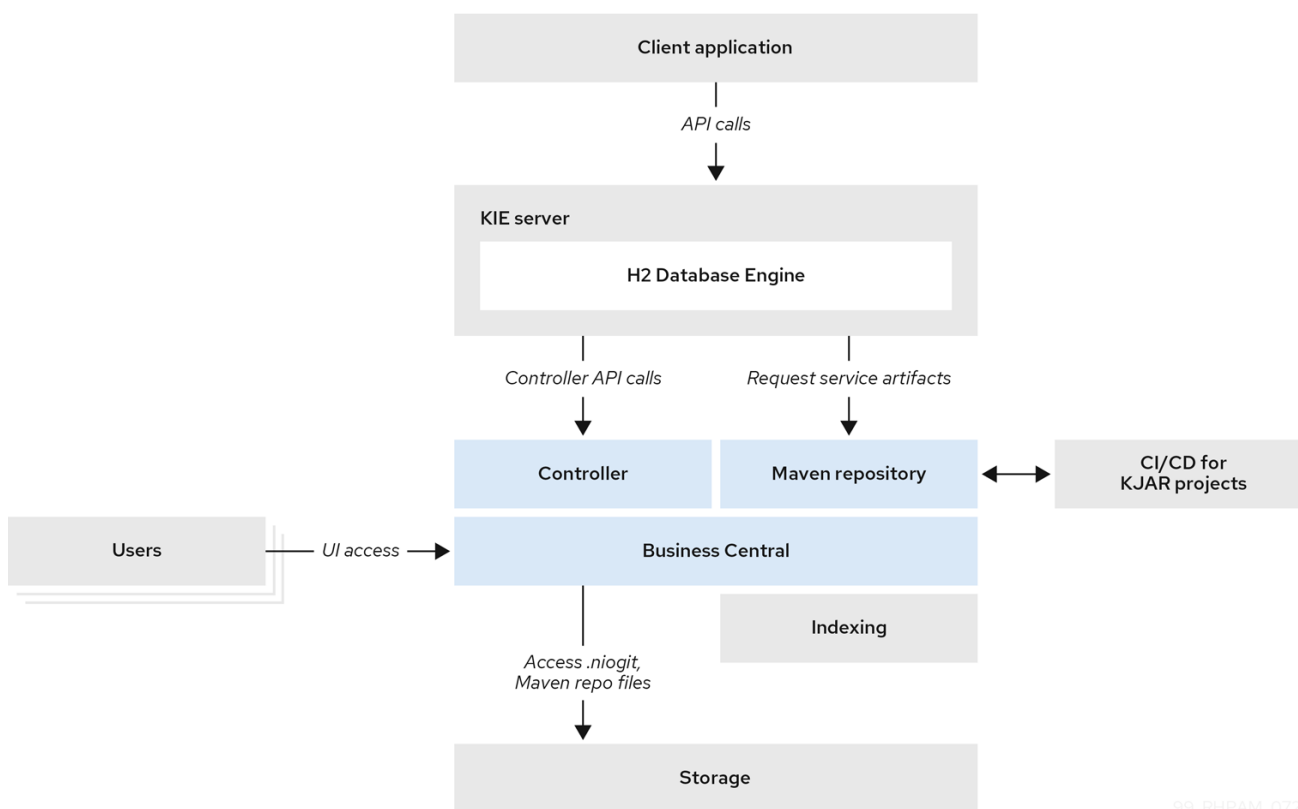 Client application
API calls
KIE server
H2 Database Engine
Controller API calls
Request service artifacts
Controller
Maven repository
CI/CD for
KJAR projects
Users
UI access
Business Central
Indexing
Access .niogit,
Maven repo files
Storage